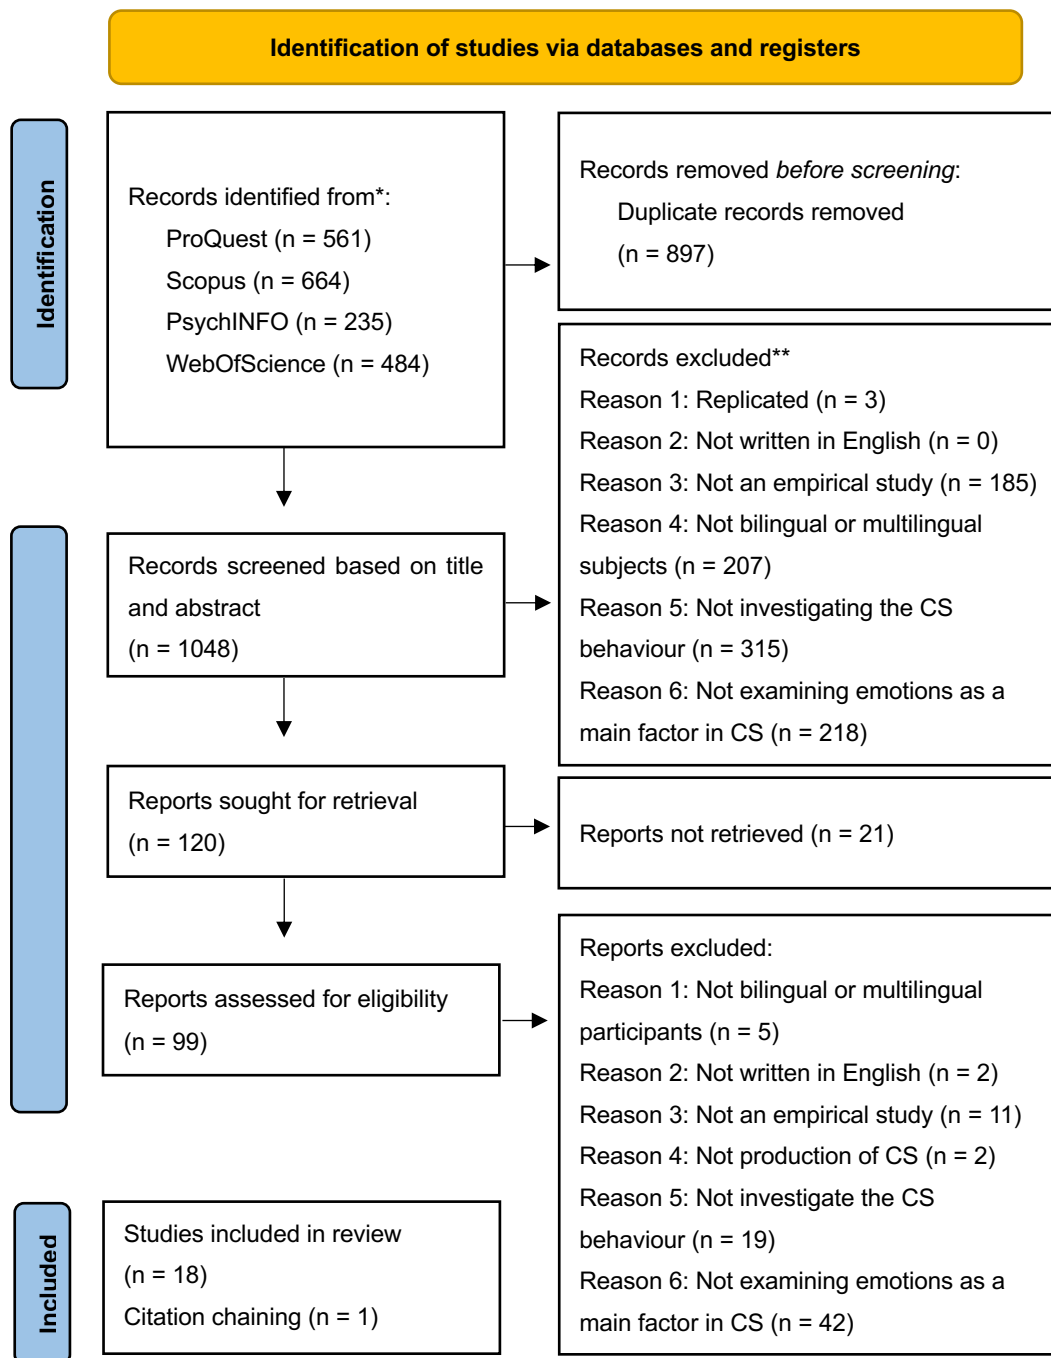 Identification of studies via databases and registers
Identification
Records identified from*:
ProQuest (n = 561)
Scopus (n = 664)
PsychINFO (n = 235)
WebOfScience (n = 484)
Records removed before screening:
Duplicate records removed
(n = 897)
Records screened based on title
and abstract
(n = 1048)
Records excluded**
Reason 1: Replicated (n = 3)
Reason 2: Not written in English (n = 0)
Reason 3: Not an empirical study (n = 185)
Reason 4: Not bilingual or multilingual
subjects (n = 207)
Reason 5: Not investigating the CS
behaviour (n = 315)
Reason 6: Not examining emotions as a
main factor in CS (n = 218)
Reports sought for retrieval
(n = 120)
Reports not retrieved (n = 21)
Reports assessed for eligibility
(n = 99)
Reports excluded:
Reason 1: Not bilingual or multilingual
participants (n = 5)
Reason 2: Not written in English (n = 2)
Reason 3: Not an empirical study (n = 11)
Reason 4: Not production of CS (n = 2)
Reason 5: Not investigate the CS
behaviour (n = 19)
Reason 6: Not examining emotions as a
main factor in CS (n = 42)
Included
Studies included in review
(n = 18)
Citation chaining (n = 1)